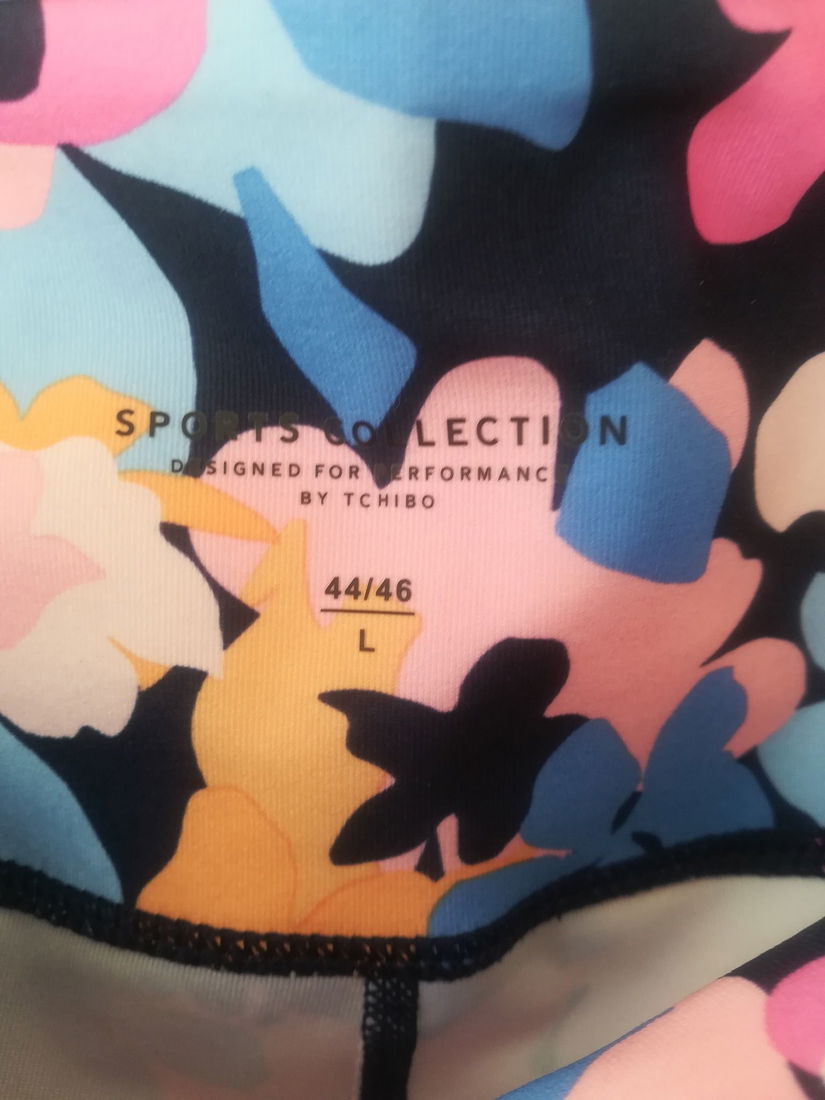 SPORTS COLLECTION
DESIGNED FOR PERFORMANCE
BY TCHIBO
44/46
L